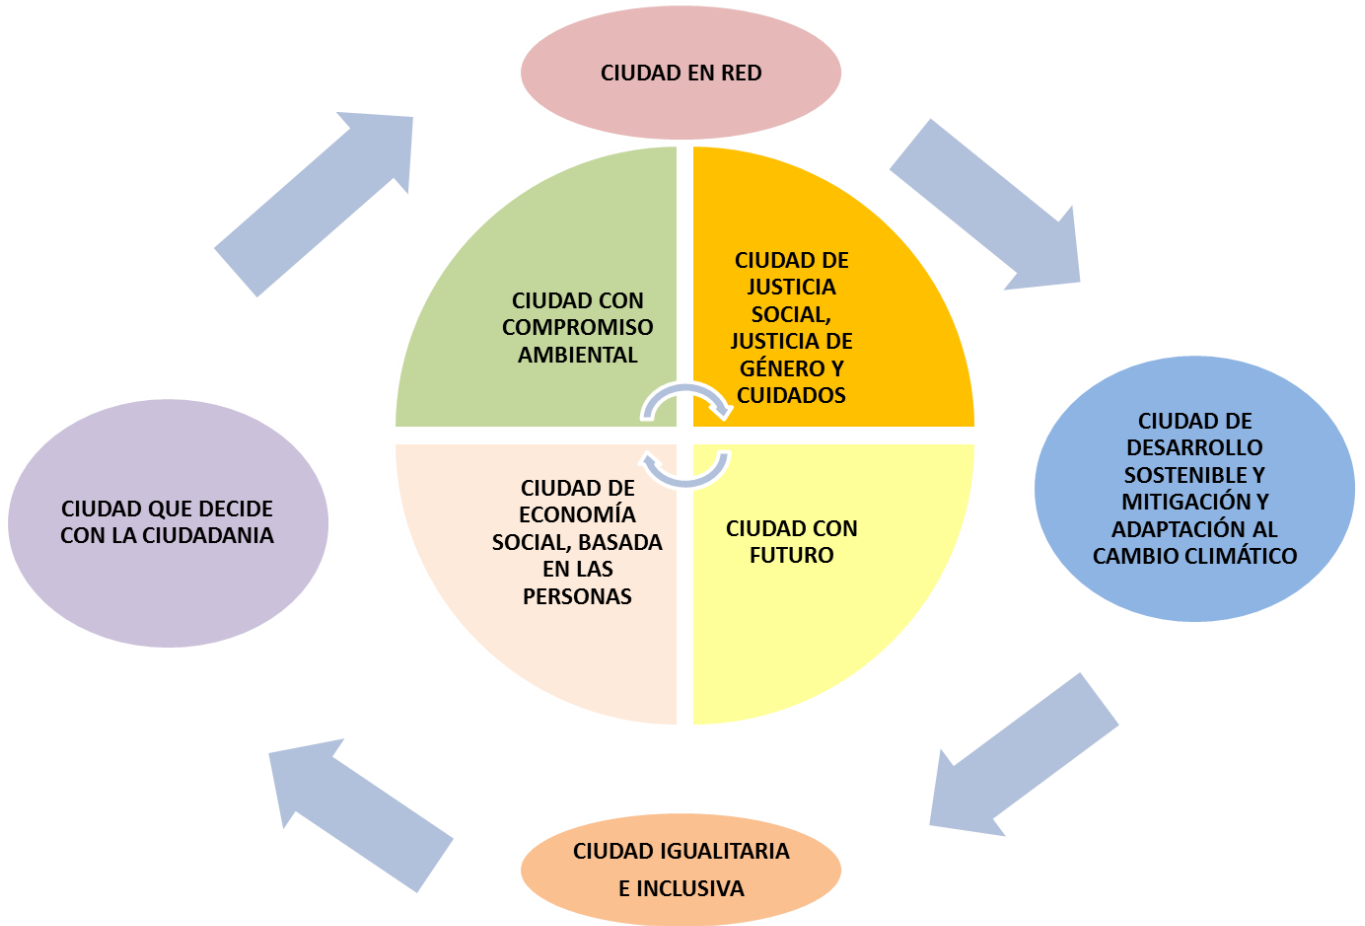 CIUDAD EN RED
CIUDAD CON
COMPROMISO
AMBIENTAL
CIUDAD DE
JUSTICIA
SOCIAL,
JUSTICIA DE
GÉNERO Y
CUIDADOS
CIUDAD DE
DESARROLLO
SOSTENIBLE Y
MITIGACIÓN Y
ADAPTACIÓN AL
CAMBIO CLIMÁTICO
CIUDAD QUE DECIDE
CON LA CIUDADANIA
CIUDAD DE
ECONOMÍA
SOCIAL, BASADA
EN LAS
PERSONAS
CIUDAD CON
FUTURO
CIUDAD IGUALITARIA
E INCLUSIVA